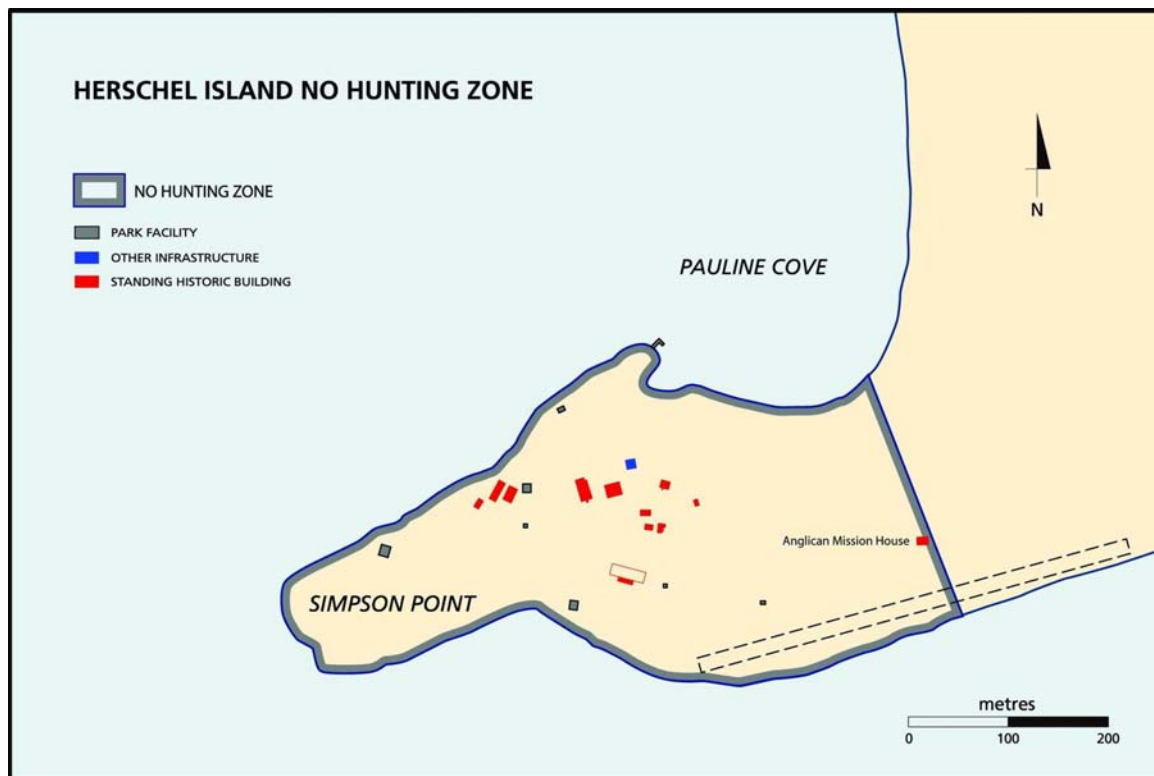 HERSCHEL ISLAND NO HUNTING ZONE
NO HUNTING ZONE
PARK FACILITY
OTHER INFRASTRUCTURE
STANDING HISTORIC BUILDING
N
PAULINE COVE
Anglican Mission House
SIMPSON POINT
metres
0 100 200